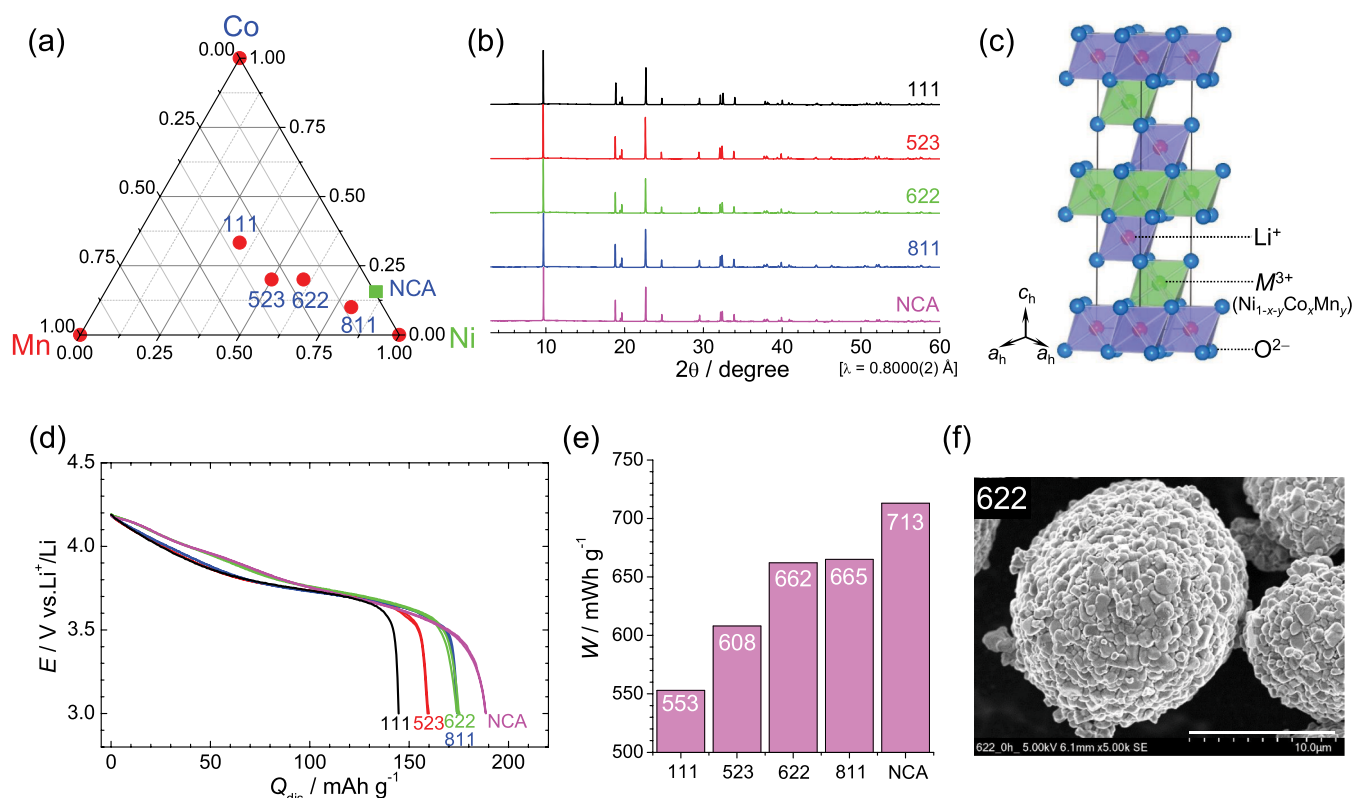 (a)
Co
0.00
1.00
0.25
0.75
0.50
0.50
111
0.75
0.25
523
622
NCA
811
1.00
0.00
Mn
Ni
0.00
0.25
0.50
0.75
1.00
(b)
111
523
622
811
NCA
10
20
30
40
50
60
2θ / degree
[λ = 0.8000(2) Å]
(c)
Li⁺
M³⁺
(Ni₁₋ₓ₋ᵧCoₓMnᵧ)
O²⁻
cₕ
aₕ
aₕ
(d)
4.5
4.0
3.5
3.0
E / V vs.Li⁺/Li
111
523
622
811
NCA
0
50
100
150
200
Q / mAh g⁻¹
(e)
750
700
650
600
550
500
W / mWh g⁻¹
553
608
662
665
713
111
523
622
811
NCA
(f)
622
622_0h_ 5.00kV 6.1mm x5.00k SE
10.0μm